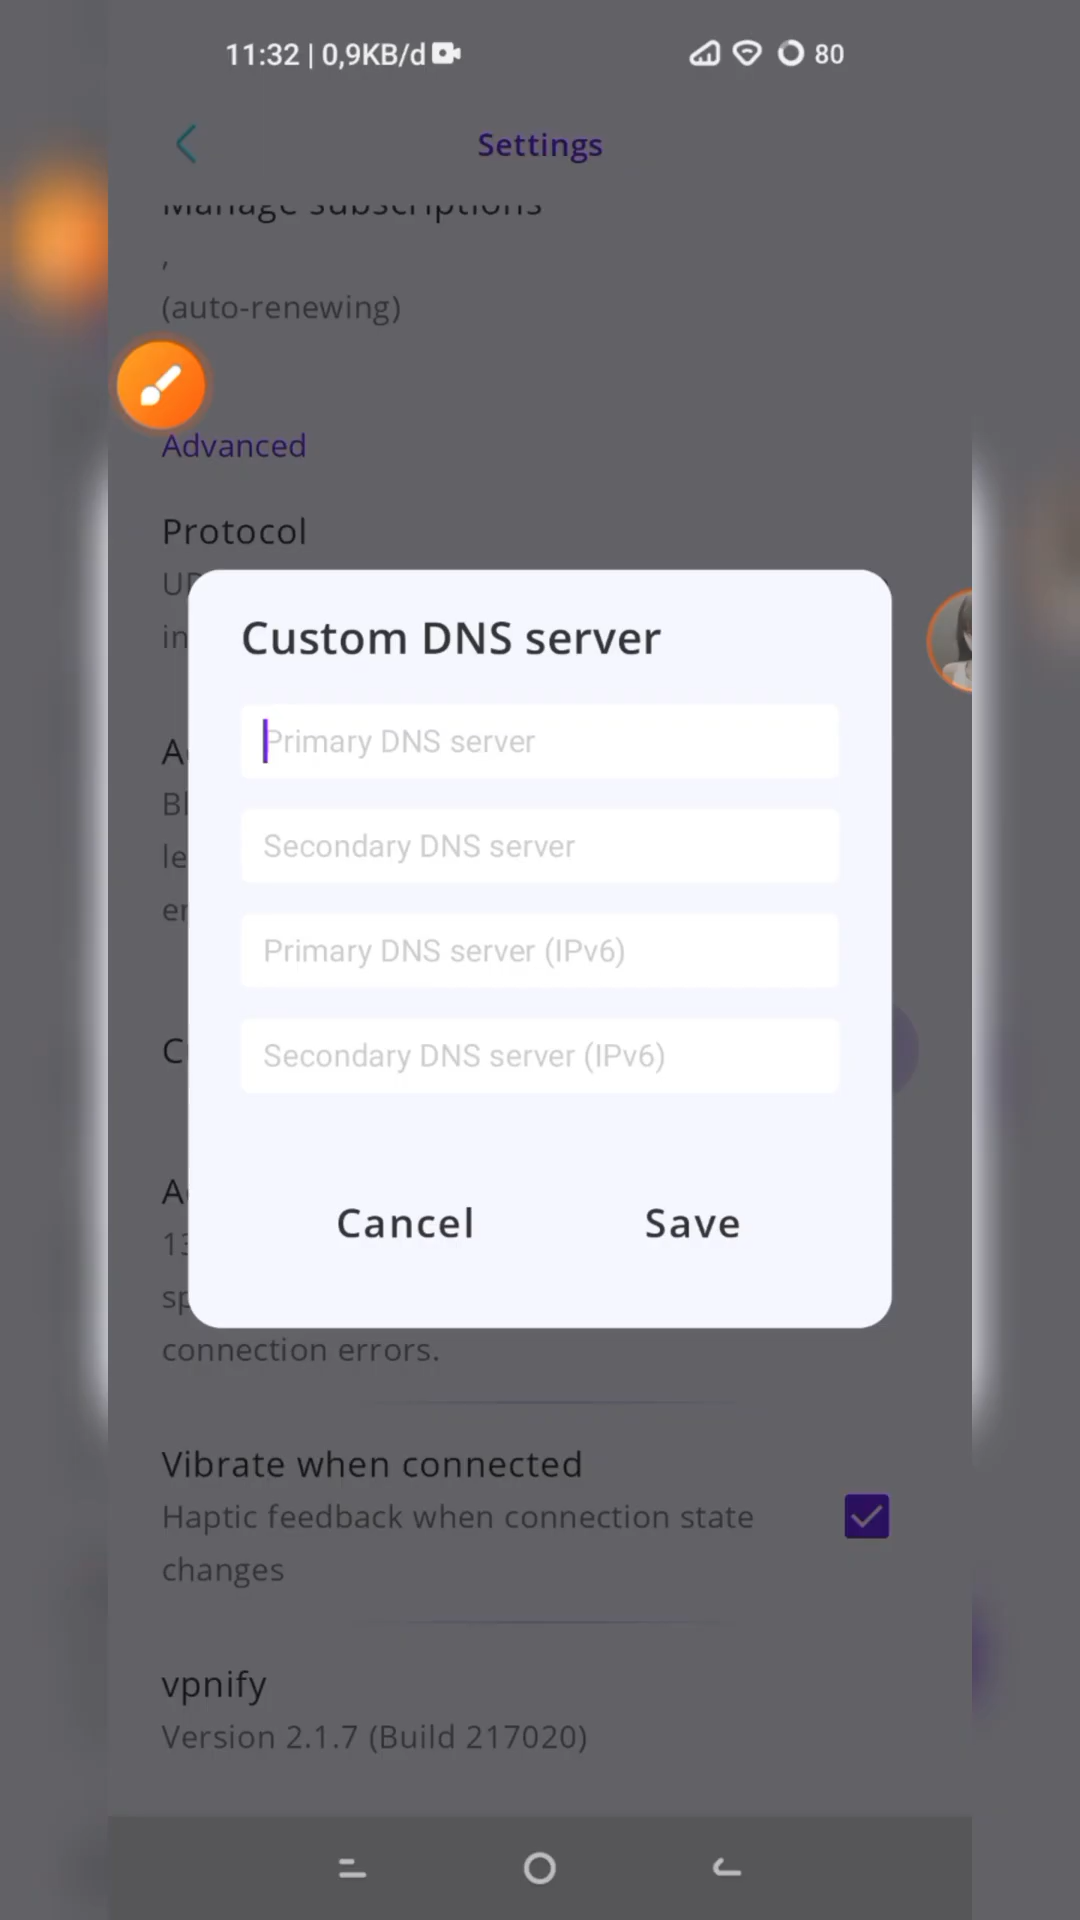 11:32 | 0,9KB/d 80
Settings
Manage subscriptions
,
(auto-renewing)
Advanced
Protocol
Custom DNS server
Primary DNS server
Secondary DNS server
Primary DNS server (IPv6)
Secondary DNS server (IPv6)
Cancel Save
connection errors.
Vibrate when connected
Haptic feedback when connection state
changes
vpnify
Version 2.1.7 (Build 217020)